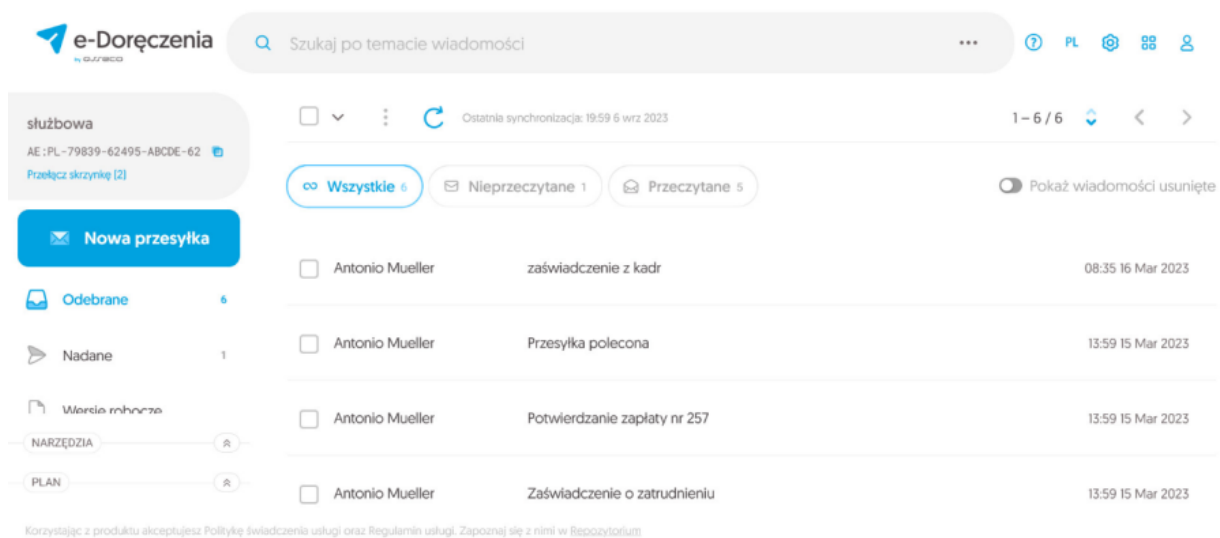 e-Doręczenia
by asseco
Szukaj po temacie wiadomości
PL
służbowa
AE:PL-79839-62495-ABCDE-62
Przełącz skrzynkę (2)
Nowa przesyłka
Odebrane 6
Nadane 1
Wersje robocze
NARZĘDZIA
PLAN
Ostatnia synchronizacja: 19:59 6 wrz 2023
1–6/6
Wszystkie 6
Nieprzeczytane 1
Przeczytane 5
Pokaż wiadomości usunięte
Antonio Mueller zaświadczenie z kadr 08:35 16 Mar 2023
Antonio Mueller Przesyłka polecona 13:59 15 Mar 2023
Antonio Mueller Potwierdzanie zapłaty nr 257 13:59 15 Mar 2023
Antonio Mueller Zaświadczenie o zatrudnieniu 13:59 15 Mar 2023
Korzystając z produktu akceptujesz Politykę świadczenia usługi oraz Regulamin usługi. Zapoznaj się z nimi w Repozytorium